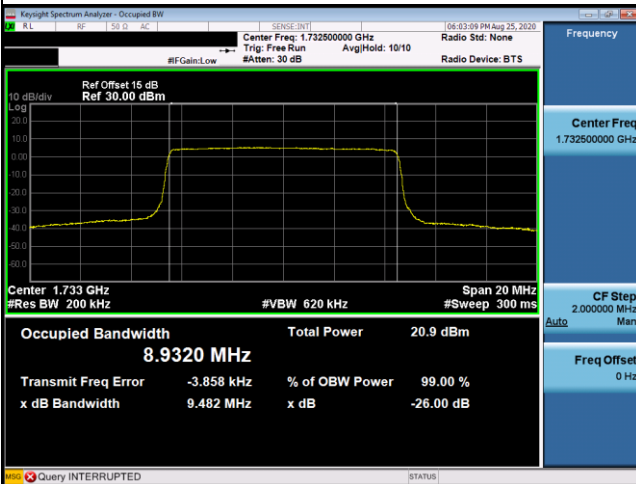 Keysight Spectrum Analyzer - Occupied BW
RL RF 50 Ω AC SENSE:INT 06:03:09 PM Aug 25, 2020
Center Freq: 1.732500000 GHz Radio Std: None
Trig: Free Run Avg|Hold: 10/10
#IFGain:Low #Atten: 30 dB Radio Device: BTS
Frequency
Ref Offset 15 dB
10 dB/div Ref 30.00 dBm
Log
20.0
10.0
0.00
-10.0
-20.0
-30.0
-40.0
-50.0
-60.0
Center 1.733 GHz Span 20 MHz
#Res BW 200 kHz #VBW 620 kHz #Sweep 300 ms
Center Freq
1.732500000 GHz
CF Step
2.000000 MHz
Auto Man
Freq Offset
0 Hz
Occupied Bandwidth Total Power 20.9 dBm
8.9320 MHz
Transmit Freq Error -3.858 kHz % of OBW Power 99.00 %
x dB Bandwidth 9.482 MHz x dB -26.00 dB
MSG Query INTERRUPTED STATUS